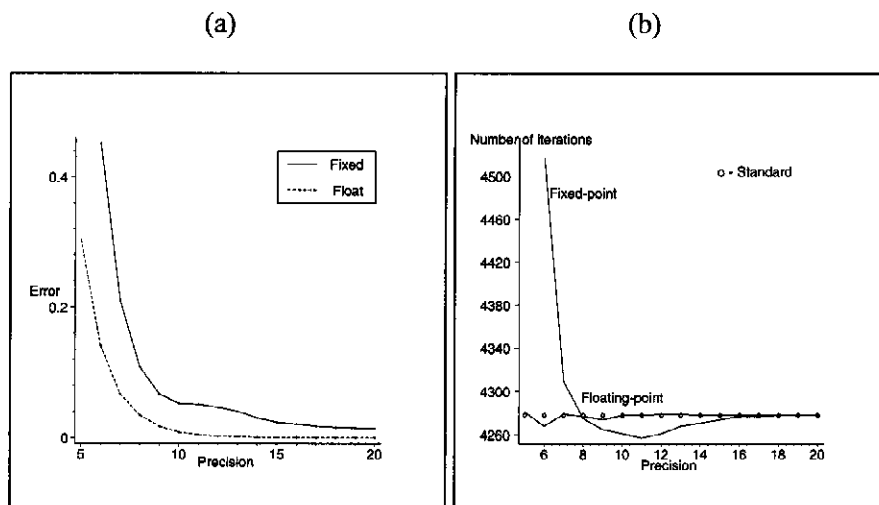 (a)
(b)
Fixed
Float
0.4
0.2
0
Error
5
10
15
20
Precision
Number of iterations
4500
4460
4420
4380
4340
4300
4260
Fixed-point
o - Standard
Floating-point
6
8
10
12
14
16
18
20
Precision